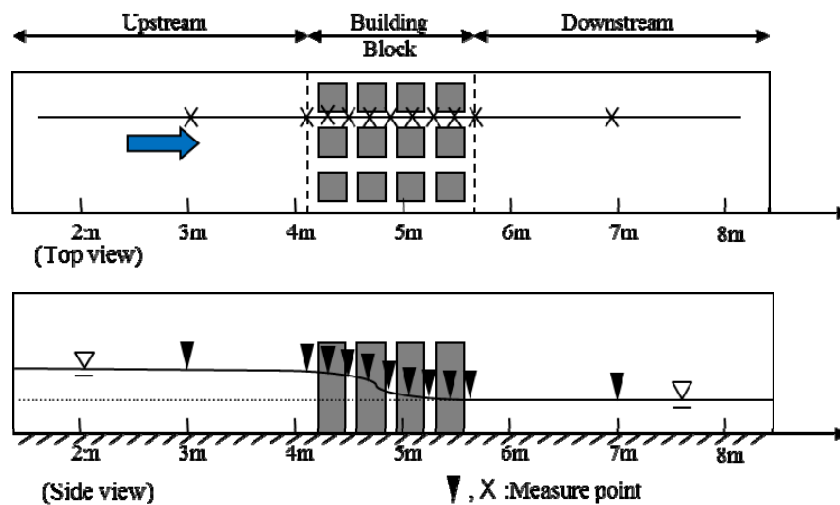 Upstream Building Block Downstream
2m 3m 4m 5m 6m 7m 8m
(Top view)
2m 3m 4m 5m 6m 7m 8m
(Side view) , X :Measure point